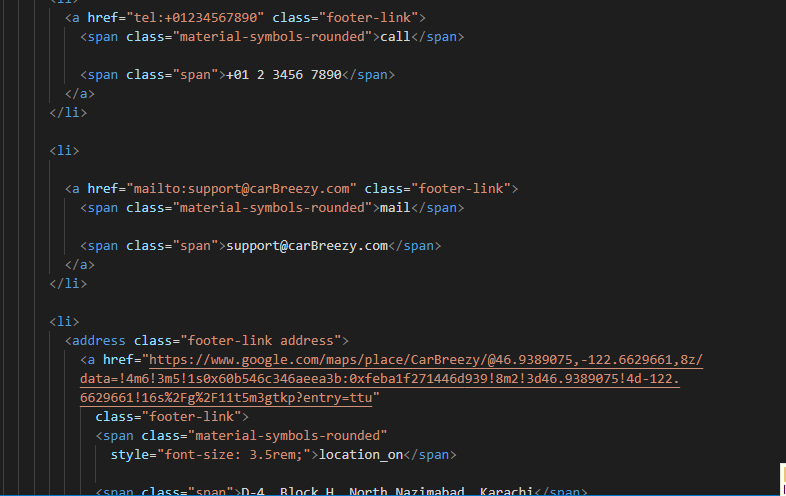 <li>
<a href="tel:+01234567890" class="footer-link">
<span class="material-symbols-rounded">call</span>
<span class="span">+01 2 3456 7890</span>
</a>
</li>
<li>
<a href="mailto:support@carBreezy.com" class="footer-link">
<span class="material-symbols-rounded">mail</span>
<span class="span">support@carBreezy.com</span>
</a>
</li>
<li>
<address class="footer-link address">
<a href="https://www.google.com/maps/place/CarBreezy/@46.9389075,-122.6629661,8z/
data=!4m6!3m5!1s0x60b546c346aeea3b:0xfeba1f271446d939!8m2!3d46.9389075!4d-122.
6629661!16s%2Fg%2F11t5m3gtkp?entry=ttu"
class="footer-link">
<span class="material-symbols-rounded"
style="font-size: 3.5rem;">location_on</span>
<span class="span">D-4, Block H, North Nazimabad, Karachi</span>